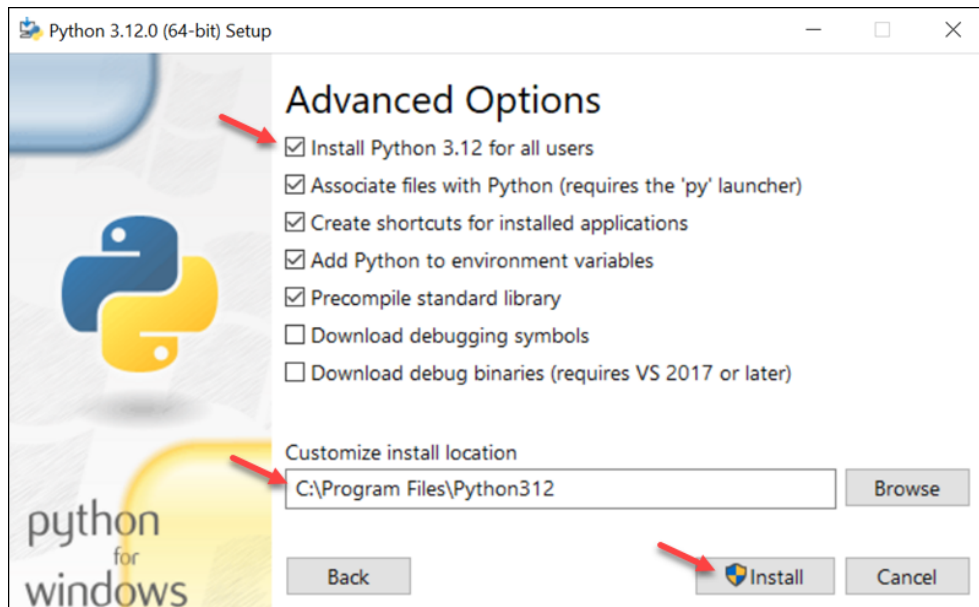 Python 3.12.0 (64-bit) Setup
Advanced Options
Install Python 3.12 for all users
Associate files with Python (requires the 'py' launcher)
Create shortcuts for installed applications
Add Python to environment variables
Precompile standard library
Download debugging symbols
Download debug binaries (requires VS 2017 or later)
Customize install location
C:\Program Files\Python312
Browse
python
for
windows
Back
Install
Cancel